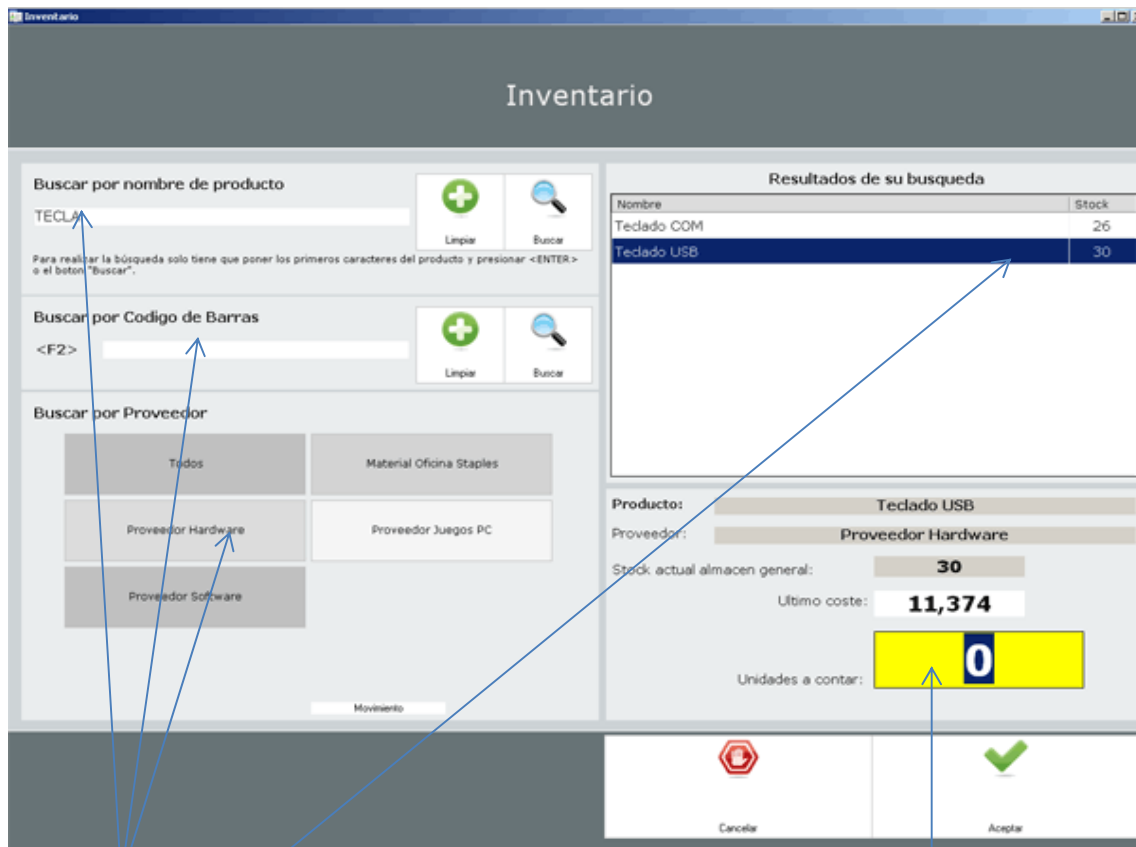 Inventario
Inventario
Buscar por nombre de producto
TECLA
Limpiar
Buscar
Para realizar la búsqueda solo tiene que poner los primeros caracteres del producto y presionar <ENTER>
o el boton "Buscar".
Buscar por Codigo de Barras
<F2>
Limpiar
Buscar
Buscar por Proveedor
Todos
Material Oficina Staples
Proveedor Hardware
Proveedor Juegos PC
Proveedor Software
Movimiento
Resultados de su busqueda
Nombre Stock
Teclado COM 26
Teclado USB 30
Producto: Teclado USB
Proveedor: Proveedor Hardware
Stock actual almacen general: 30
Ultimo coste: 11,374
Unidades a contar: 0
Cancelar
Aceptar